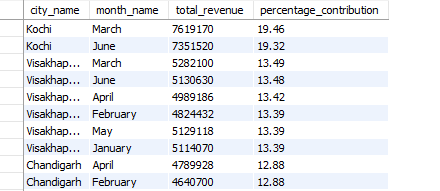 city_name month_name total_revenue percentage_contribution
Kochi March 7619170 19.46
Kochi June 7351520 19.32
Visakhap... March 5282100 13.49
Visakhap... June 5130630 13.48
Visakhap... April 4989186 13.42
Visakhap... February 4824432 13.39
Visakhap... May 5129118 13.39
Visakhap... January 5114070 13.39
Chandigarh April 4789928 12.88
Chandigarh February 4640700 12.88